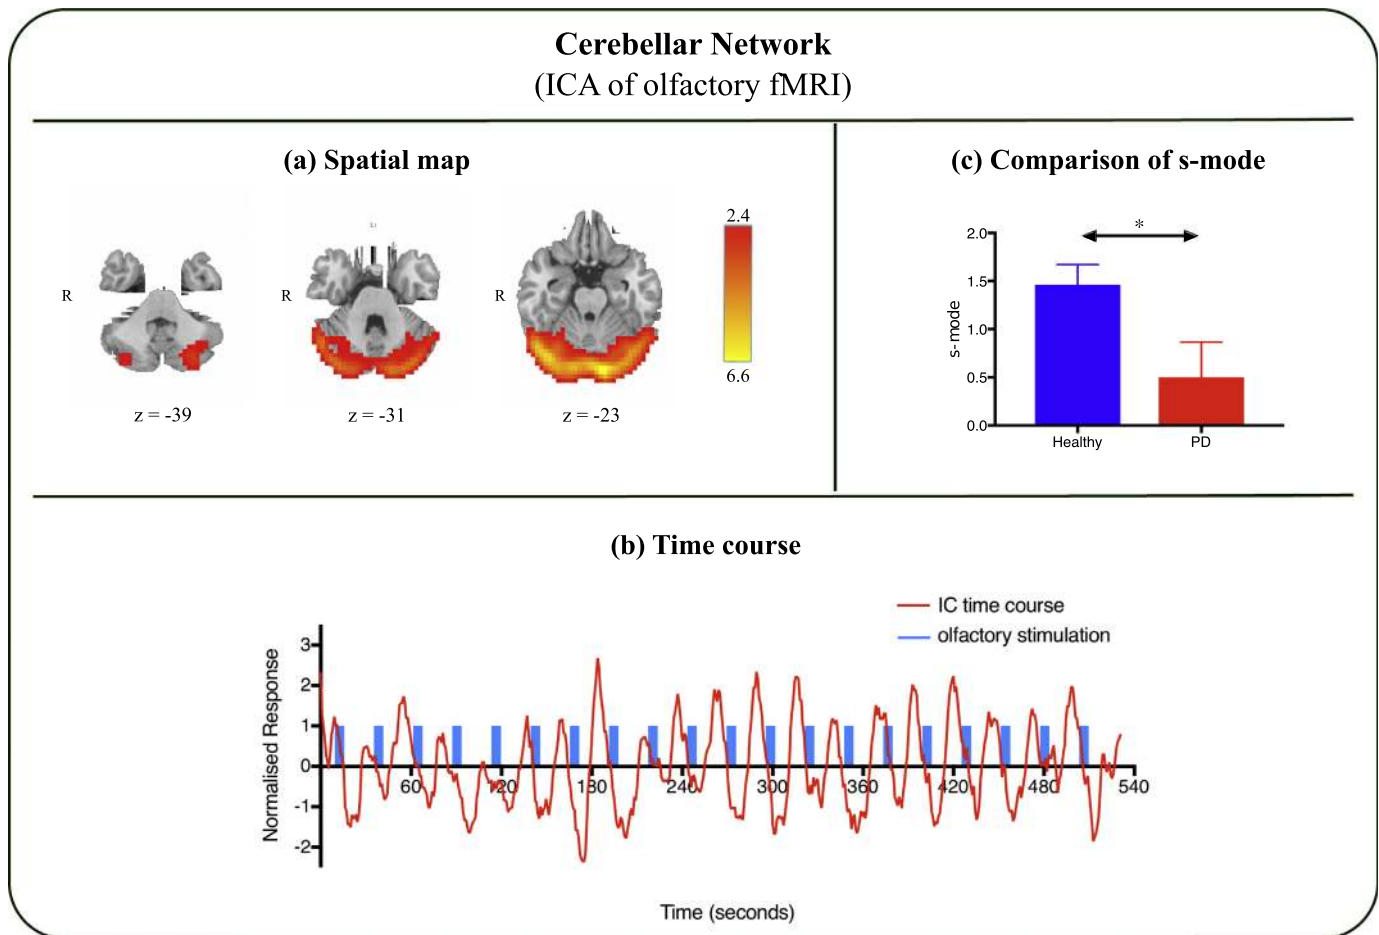 Cerebellar Network
(ICA of olfactory fMRI)
(a) Spatial map
R
R
R
z = -39
z = -31
z = -23
2.4
6.6
(c) Comparison of s-mode
*
s-mode
2.0
1.5
1.0
0.5
0.0
Healthy
PD
(b) Time course
IC time course
olfactory stimulation
Normalised Response
3
2
1
0
-1
-2
60
120
180
240
300
360
420
480
540
Time (seconds)